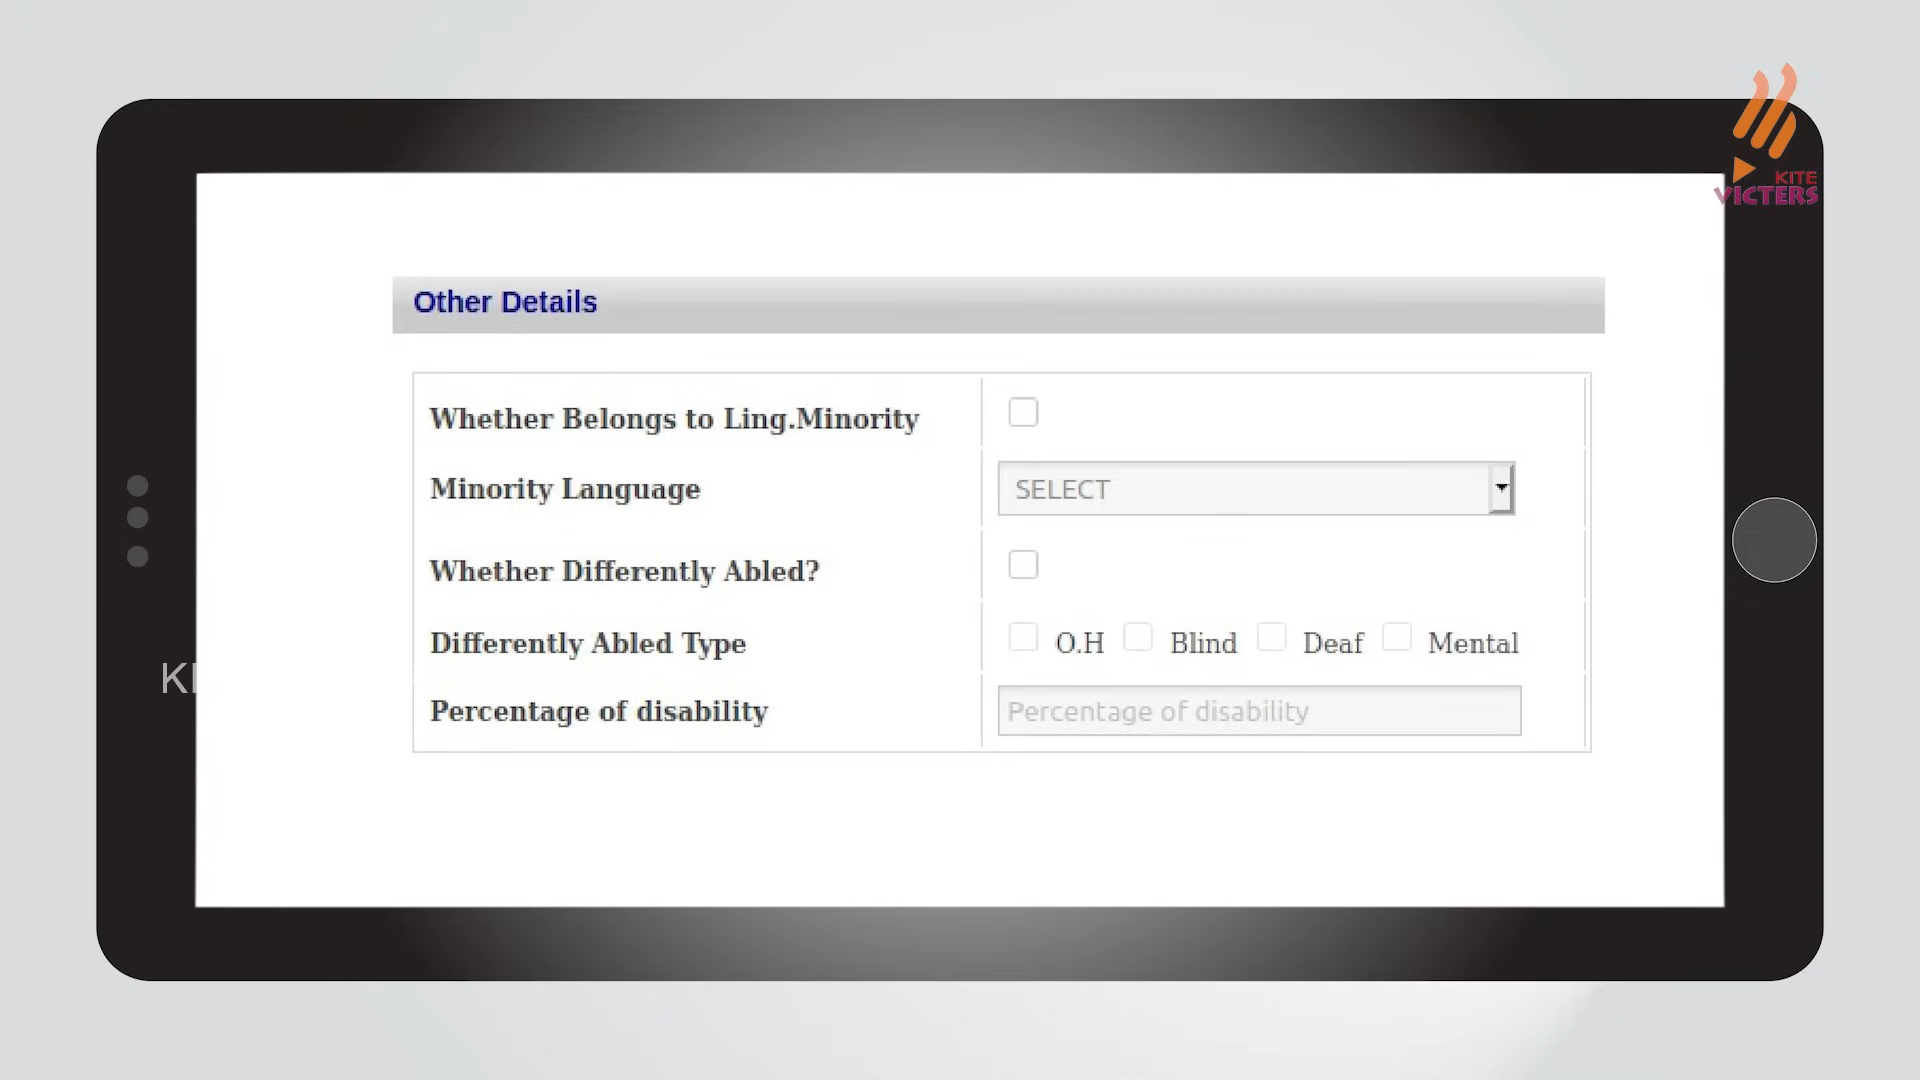 KITE
VICTERS
Other Details
Whether Belongs to Ling.Minority
Minority Language SELECT
Whether Differently Abled?
Differently Abled Type O.H Blind Deaf Mental
Percentage of disability Percentage of disability